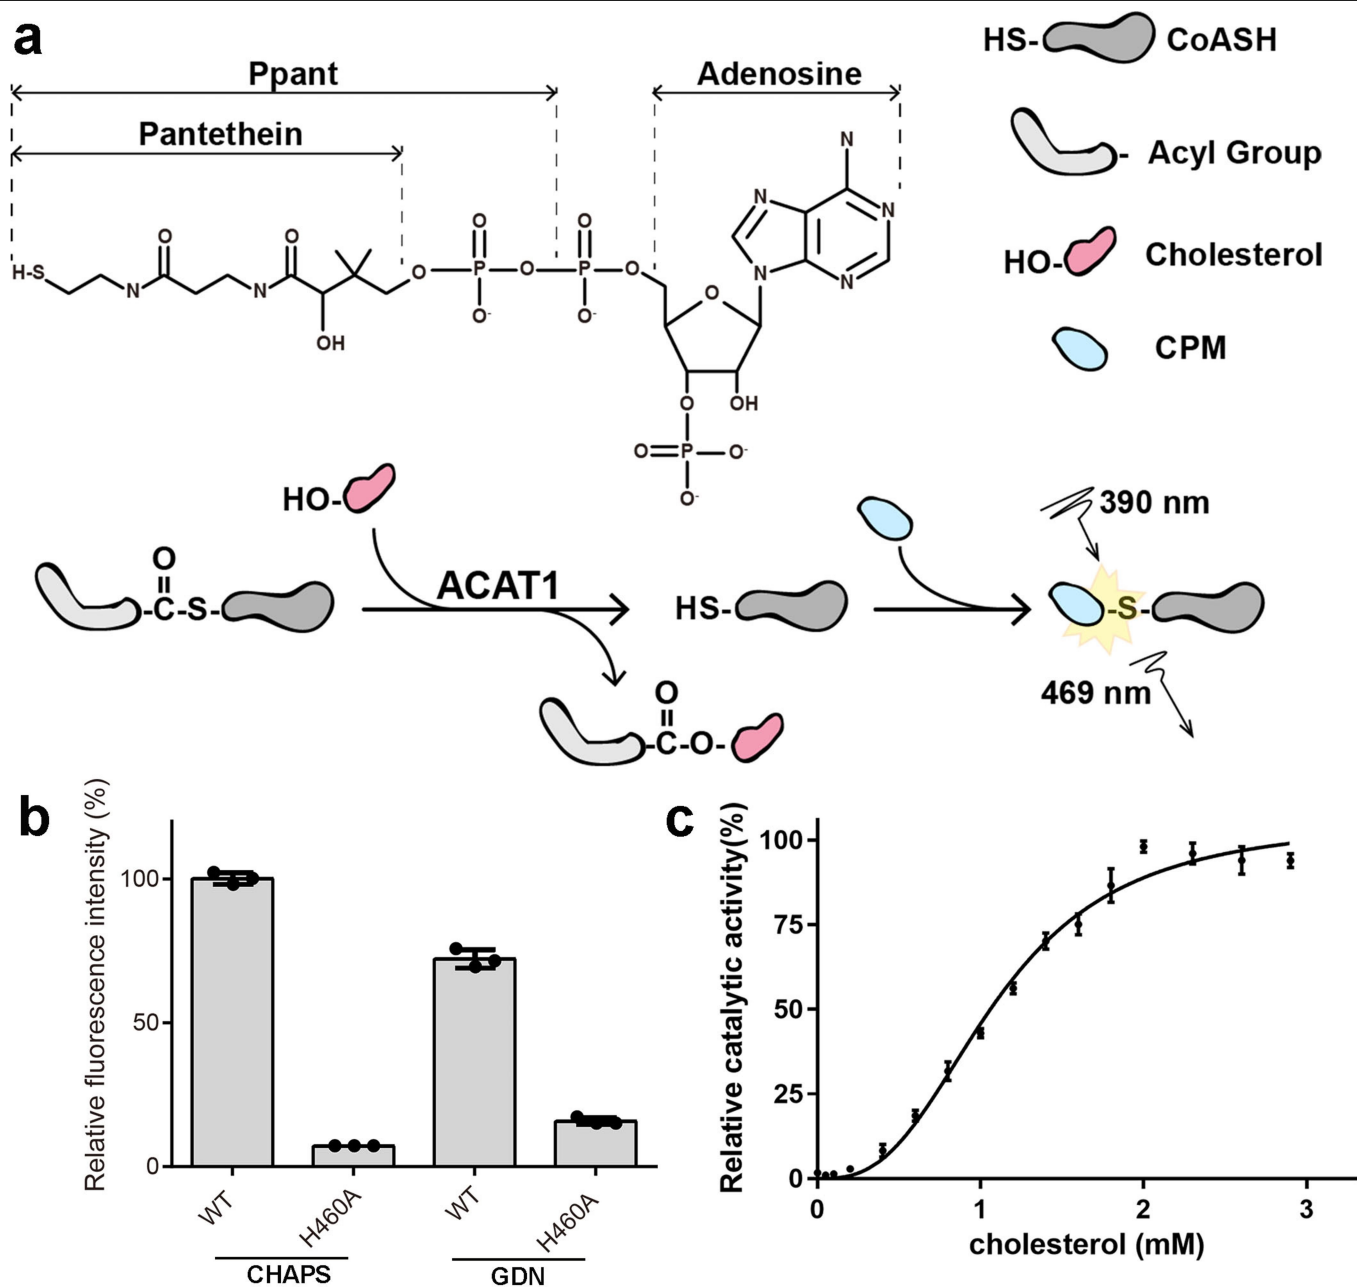 a
Ppant
Adenosine
Pantethein
HS- CoASH
- Acyl Group
HO- Cholesterol
CPM
H-S
O
N
O
N
O
OH
O
O
P
O-
O
O
P
O-
O
O
N
N
N
N
N
OH
O
O
P
O-
O-
HO-
390 nm
O
-C-S-
ACAT1
HS-
-S-
469 nm
O
-C-O-
b
Relative fluorescence intensity (%)
100
50
0
WT
H460A
WT
H460A
CHAPS
GDN
c
Relative catalytic activity(%)
100
75
50
25
0
0 1 2 3
cholesterol (mM)